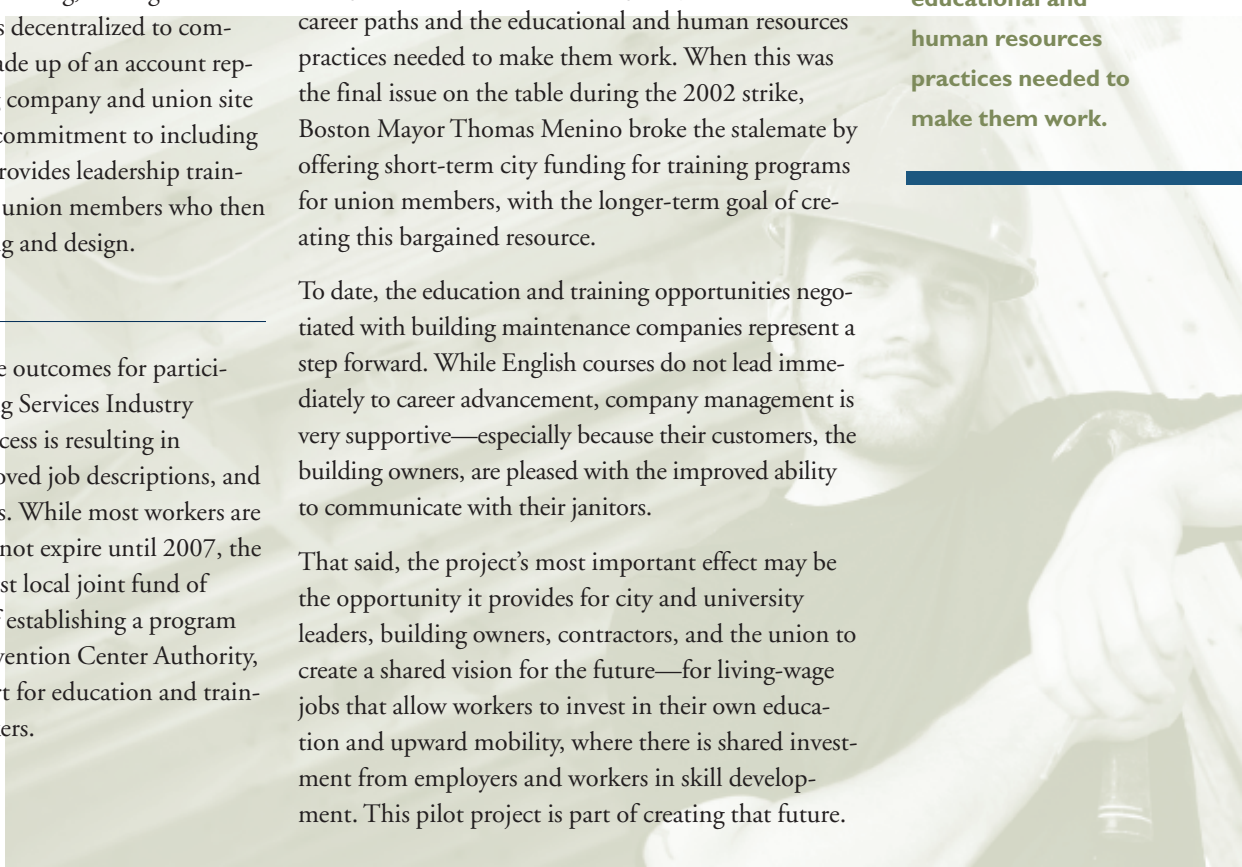 s decentralized to com-
ade up of an account rep-
company and union site
commitment to including
rovides leadership train-
union members who then
g and design.
e outcomes for partici-
g Services Industry
cess is resulting in
oved job descriptions, and
s. While most workers are
not expire until 2007, the
st local joint fund of
f establishing a program
vention Center Authority,
rt for education and train-
ers.
career paths and the educational and human resources
practices needed to make them work. When this was
the final issue on the table during the 2002 strike,
Boston Mayor Thomas Menino broke the stalemate by
offering short-term city funding for training programs
for union members, with the longer-term goal of cre-
ating this bargained resource.
To date, the education and training opportunities nego-
tiated with building maintenance companies represent a
step forward. While English courses do not lead imme-
diately to career advancement, company management is
very supportive—especially because their customers, the
building owners, are pleased with the improved ability
to communicate with their janitors.
That said, the project’s most important effect may be
the opportunity it provides for city and university
leaders, building owners, contractors, and the union to
create a shared vision for the future—for living-wage
jobs that allow workers to invest in their own educa-
tion and upward mobility, where there is shared invest-
ment from employers and workers in skill develop-
ment. This pilot project is part of creating that future.
educational and
human resources
practices needed to
make them work.